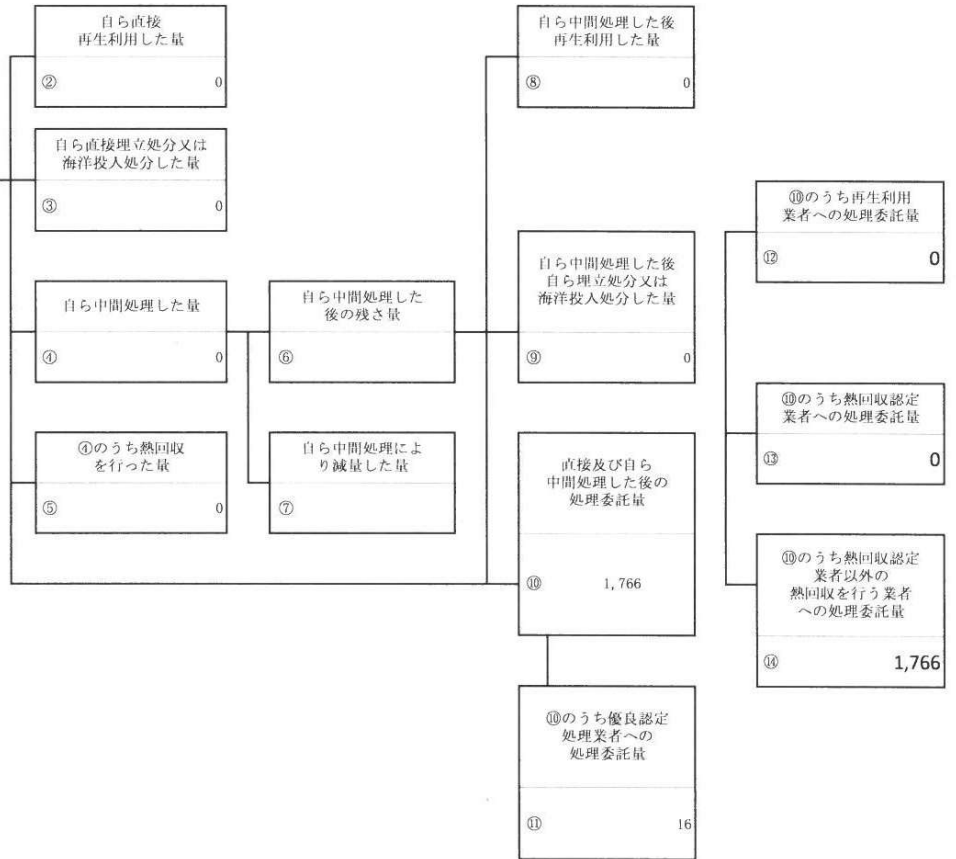 自ら直接
再生利用した量
② 0
自ら直接埋立処分又は
海洋投入処分した量
③ 0
自ら中間処理した量
④ 0
④のうち熱回収
を行った量
⑤ 0
自ら中間処理した
後の残さ量
⑥
自ら中間処理によ
り減量した量
⑦
自ら中間処理した後
再生利用した量
⑧ 0
自ら中間処理した後
自ら埋立処分又は
海洋投入処分した量
⑨ 0
直接及び自ら
中間処理した後の
処理委託量
⑩ 1,766
⑩のうち優良認定
処理業者への
処理委託量
⑪ 16
⑩のうち再生利用
業者への処理委託量
⑫ 0
⑩のうち熱回収認定
業者への処理委託量
⑬ 0
⑩のうち熱回収認定
業者以外の
熱回収を行う業者
への処理委託量
⑭ 1,766